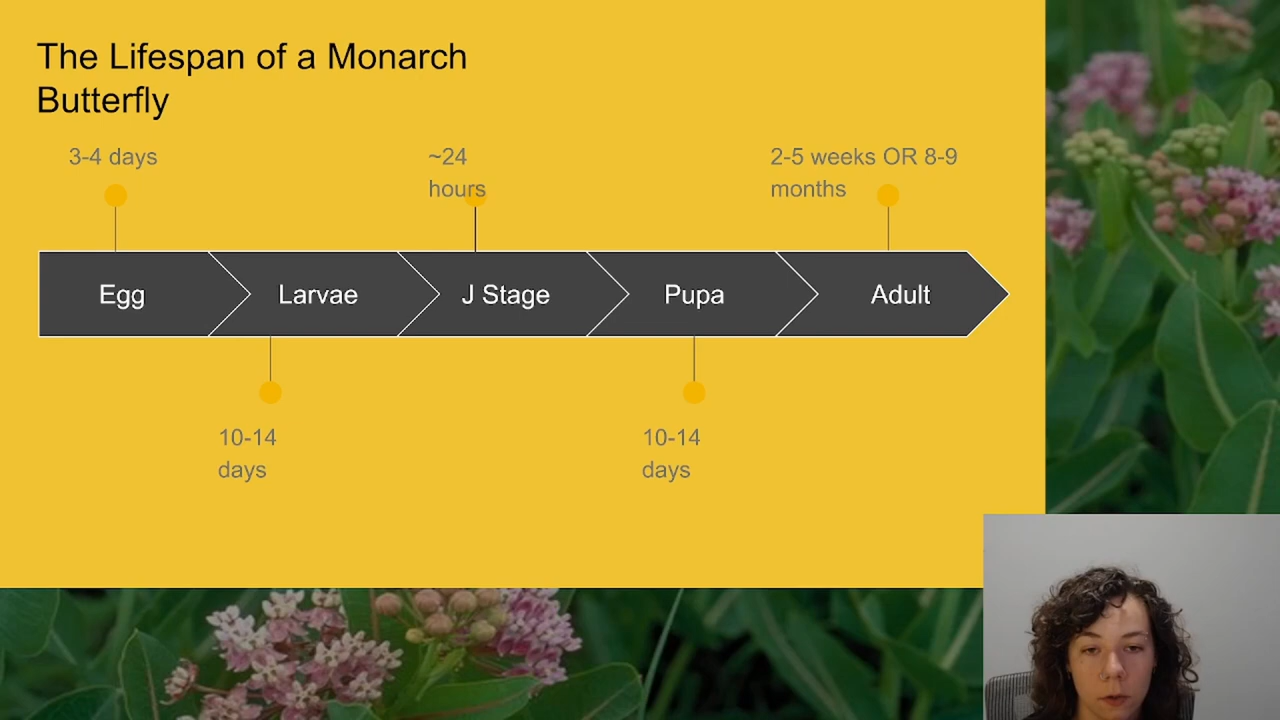 The Lifespan of a Monarch
Butterfly
3-4 days
~24
hours
2-5 weeks OR 8-9
months
Egg
Larvae
J Stage
Pupa
Adult
10-14
days
10-14
days